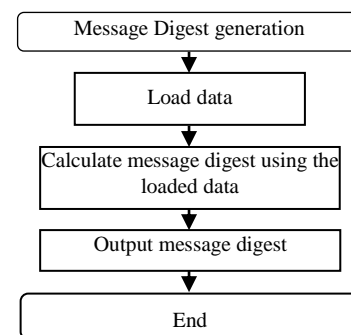 Message Digest generation
Load data
Calculate message digest using the
loaded data
Output message digest
End